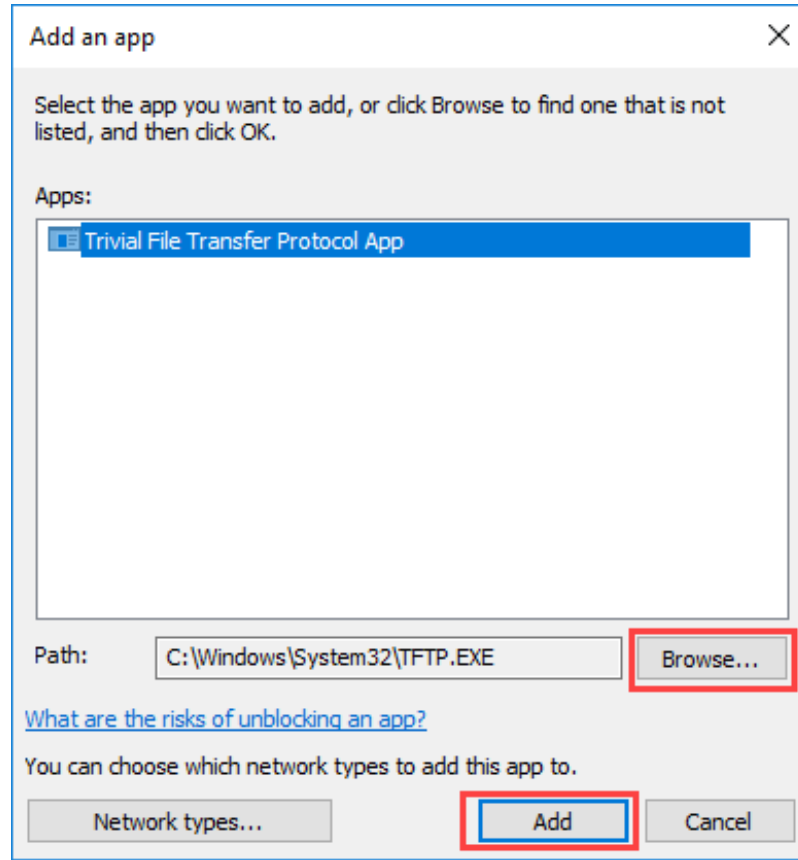 Add an app
Select the app you want to add, or click Browse to find one that is not
listed, and then click OK.
Apps:
Trivial File Transfer Protocol App
Path:
C:\Windows\System32\TFTP.EXE
Browse...
What are the risks of unblocking an app?
You can choose which network types to add this app to.
Network types...
Add
Cancel